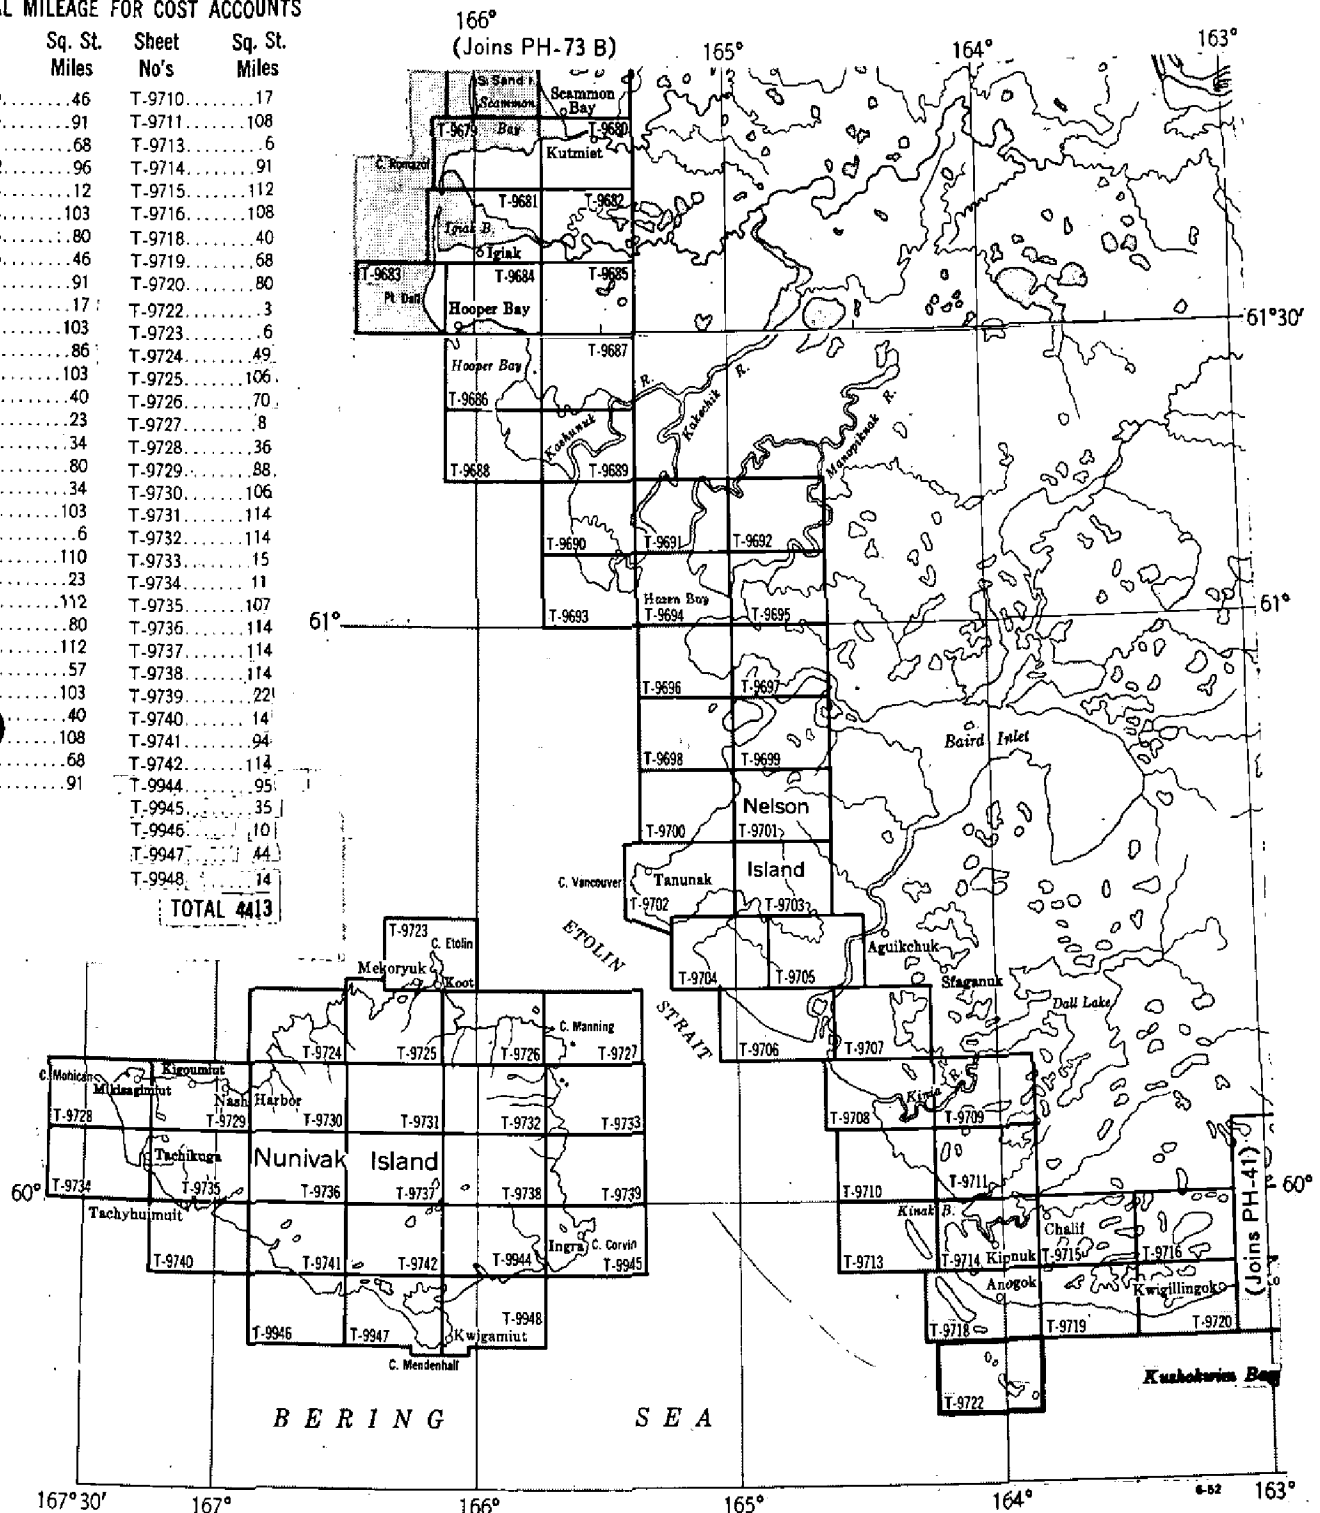 AL MILEAGE FOR COST ACCOUNTS
Sq. St. Sheet Sq. St.
Miles No's Miles
.......46 T-9710.......17
.......91 T-9711.......108
.......68 T-9713.......6
.......96 T-9714.......91
.......12 T-9715.......112
.......103 T-9716.......108
.......80 T-9718.......40
.......46 T-9719.......68
.......91 T-9720.......80
.......17 T-9722.......3
.......103 T-9723.......6
.......86 T-9724.......49
.......103 T-9725.......106
.......40 T-9726.......70
.......23 T-9727.......8
.......34 T-9728.......36
.......80 T-9729.......88
.......34 T-9730.......106
.......103 T-9731.......114
.......6 T-9732.......114
.......110 T-9733.......15
.......23 T-9734.......11
.......112 T-9735.......107
.......80 T-9736.......114
.......112 T-9737.......114
.......57 T-9738.......114
.......103 T-9739.......22
.......40 T-9740.......14
.......108 T-9741.......94
.......68 T-9742.......114
.......91 T-9944.......95
T-9945.......35
T-9946.......10
T-9947.......44
T-9948.......14
TOTAL 4413
166°
(Joins PH-73 B)
165°
164°
163°
S. Sand I.
Scammon
Bay
Scammon
Bay
T-9679
T-9680
Kutmiet
C. Romanzof
T-9681
T-9682
Igiak B.
Igiak
T-9683
T-9684
T-9685
Pt. Dall
Hooper Bay
61°30'
T-9687
Hooper Bay
T-9686
R.
Kakechik
R.
Kashunuk
Manopiknak R.
T-9688
T-9689
T-9690
T-9691
T-9692
Hazen Bay
T-9693
T-9694
T-9695
61°
61°
T-9696
T-9697
Baird Inlet
T-9698
T-9699
Nelson
T-9700
T-9701
Island
C. Vancouver
Tanunak
T-9702
T-9703
ETOLIN
STRAIT
T-9704
T-9705
Aguikchuk
Sfaganuk
Dall Lake
T-9706
T-9707
Kinia R.
T-9708
T-9709
T-9710
T-9711
Kinak B.
T-9713
T-9714
Kipnuk
Chalif
T-9715
T-9716
Anogok
Kwigillingok
T-9718
T-9719
T-9720
T-9722
(Joins PH-41)
Kuskokwim Bay
T-9723
C. Etolin
Mekoryuk
Koot
T-9724
T-9725
T-9726
T-9727
C. Manning
C. Mohican
Mikisagimiut
Kigoumiut
Nash Harbor
T-9728
T-9729
T-9730
T-9731
T-9732
T-9733
Tachikuga
Nunivak Island
T-9734
T-9735
T-9736
T-9737
T-9738
T-9739
60°
60°
Tachyhuimuit
T-9740
T-9741
T-9742
T-9944
Ingra
C. Corvin
T-9945
T-9946
T-9947
T-9948
Kwigamiut
C. Mendenhall
BERING SEA
167°30'
167°
166°
165°
164°
6-52
163°